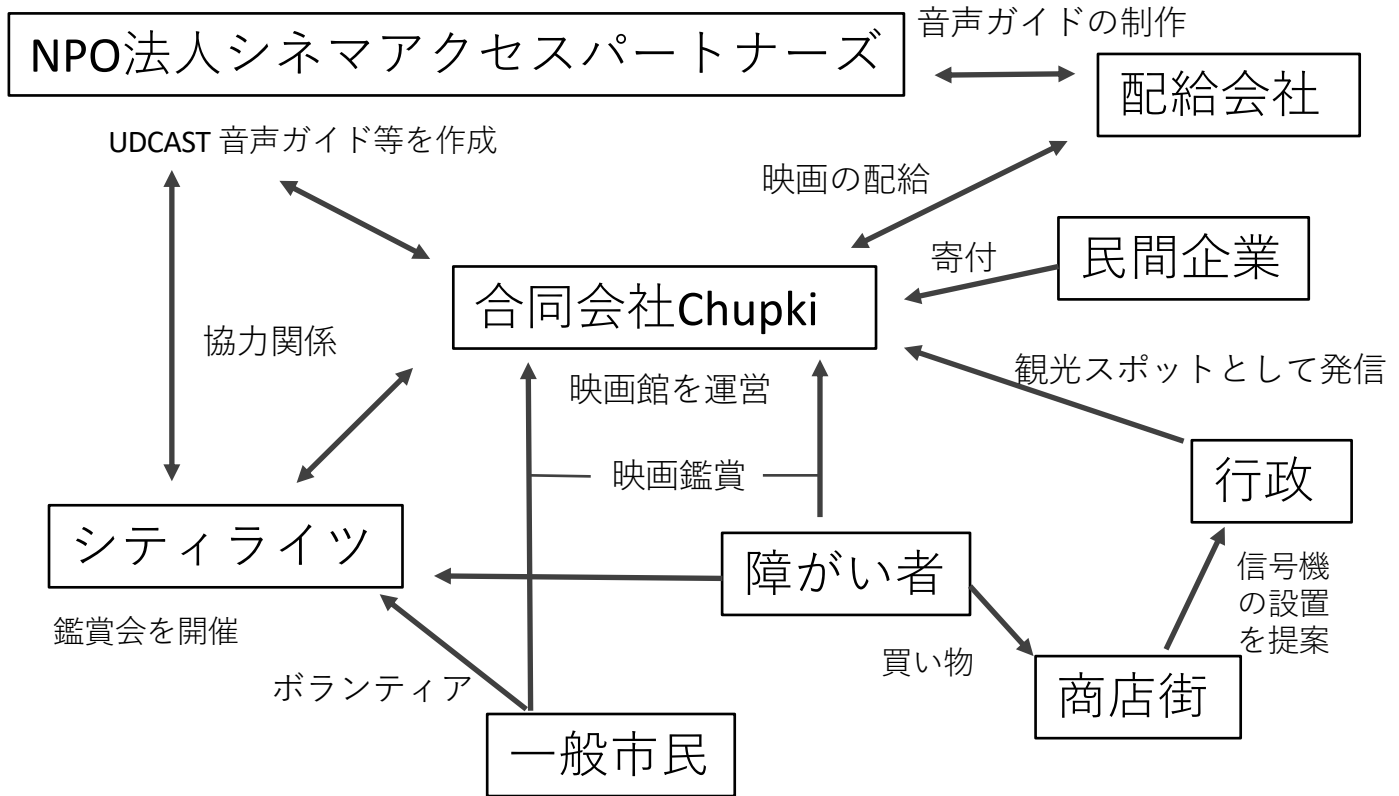 NPO法人シネマアクセスパートナーズ
音声ガイドの制作
配給会社
UDCAST 音声ガイド等を作成
映画の配給
民間企業
寄付
合同会社Chupki
協力関係
観光スポットとして発信
映画館を運営
映画鑑賞
行政
シティライツ
障がい者
信号機
の設置
を提案
鑑賞会を開催
買い物
ボランティア
商店街
一般市民